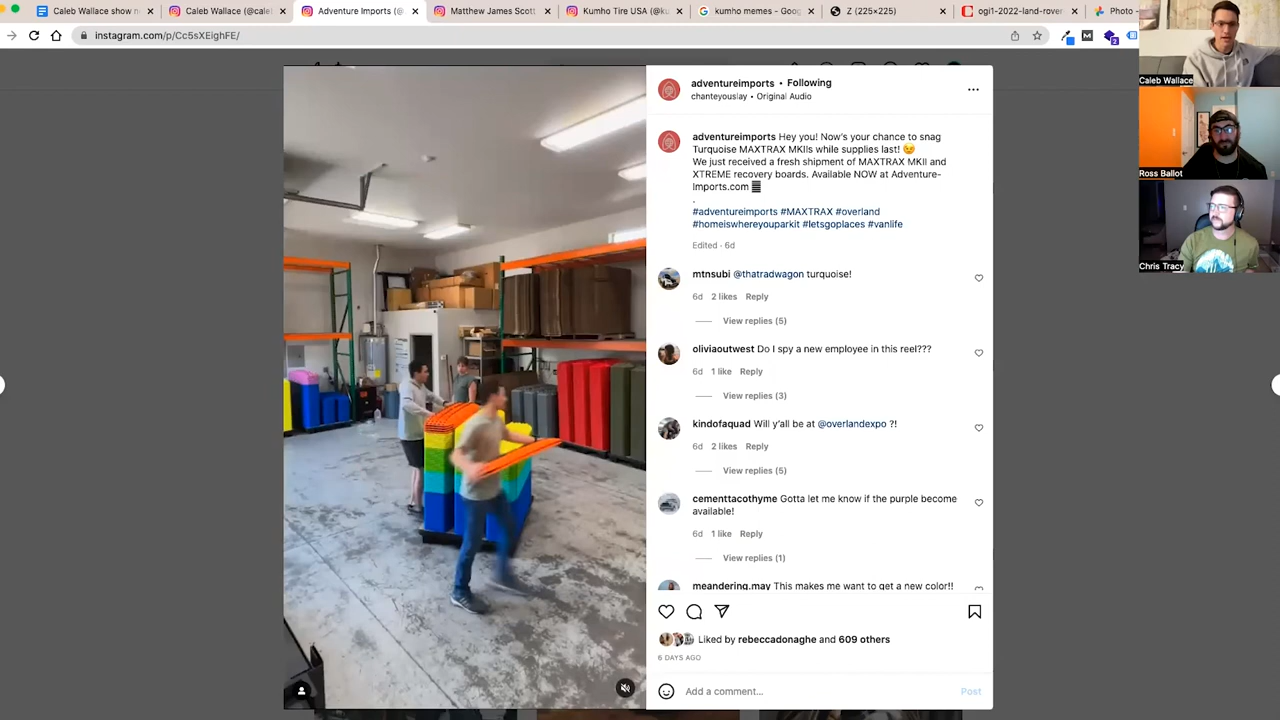 Caleb Wallace show n
Caleb Wallace (@cale
Adventure Imports (@
Matthew James Scott
Kumho Tire USA (@ku
kumho memes - Goog
Z (225×225)
ogi1-2022-land-rover
Photo
instagram.com/p/Cc5sXEighFE/
adventureimports • Following
chanteyouslay • Original Audio
adventureimports Hey you! Now's your chance to snag
Turquoise MAXTRAX MKIIs while supplies last! 😉
We just received a fresh shipment of MAXTRAX MKII and
XTREME recovery boards. Available NOW at Adventure-
Imports.com
.
#adventureimports #MAXTRAX #overland
#homeiswhereyouparkit #letsgoplaces #vanlife
Edited · 6d
mtnsubi @thatradwagon turquoise!
6d 2 likes Reply
View replies (5)
oliviaoutwest Do I spy a new employee in this reel???
6d 1 like Reply
View replies (3)
kindofaquad Will y'all be at @overlandexpo ?!
6d 2 likes Reply
View replies (5)
cementtacothyme Gotta let me know if the purple become
available!
6d 1 like Reply
View replies (1)
meandering.may This makes me want to get a new color!!
Liked by rebeccadonaghe and 609 others
6 DAYS AGO
Add a comment...
Post
Caleb Wallace
Ross Ballot
Chris Tracy